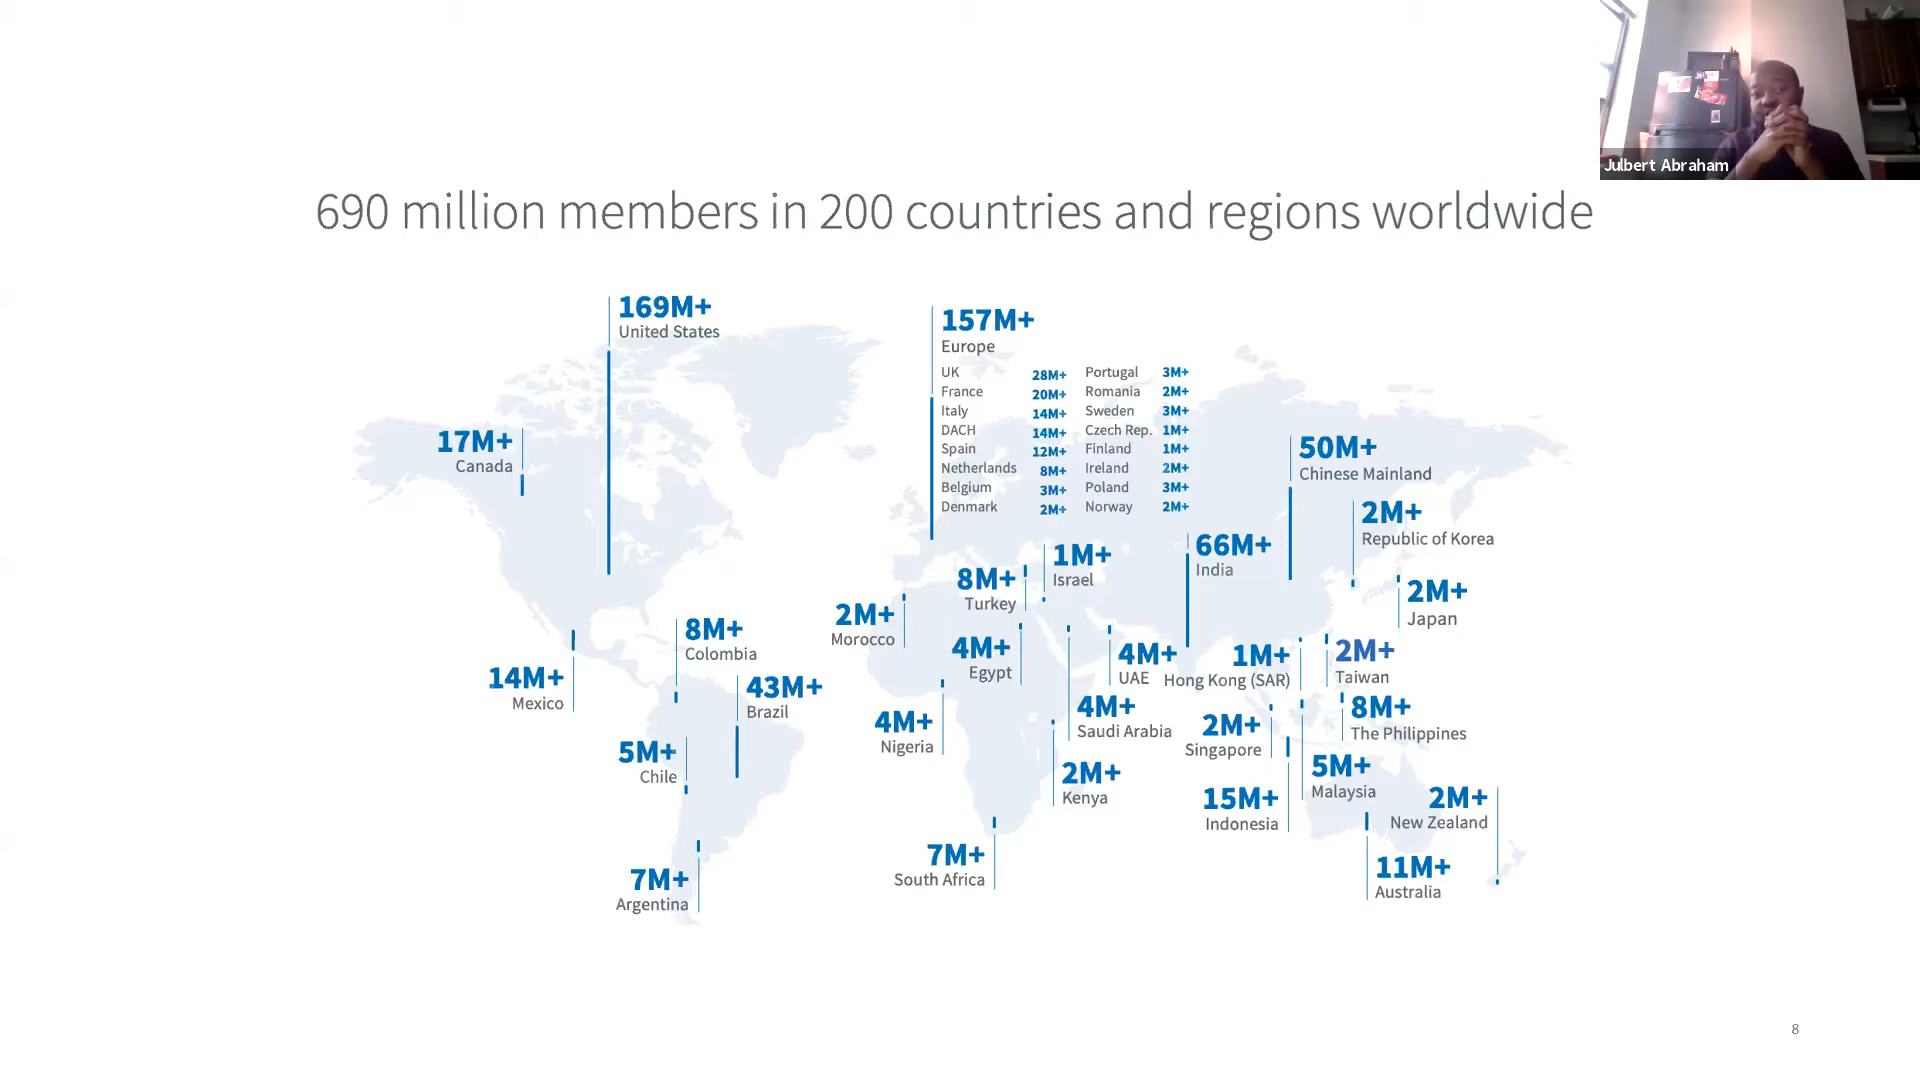 Julbert Abraham
690 million members in 200 countries and regions worldwide
169M+
United States
157M+
Europe
UK 28M+ Portugal 3M+
France 20M+ Romania 2M+
Italy 14M+ Sweden 3M+
DACH 14M+ Czech Rep. 1M+
Spain 12M+ Finland 1M+
Netherlands 8M+ Ireland 2M+
Belgium 3M+ Poland 3M+
Denmark 2M+ Norway 2M+
17M+
Canada
50M+
Chinese Mainland
2M+
Republic of Korea
66M+
India
1M+
Israel
8M+
Turkey
2M+
Japan
2M+
Morocco
8M+
Colombia
4M+
Egypt
4M+
UAE
1M+
Hong Kong (SAR)
2M+
Taiwan
14M+
Mexico
43M+
Brazil
4M+
Saudi Arabia
8M+
The Philippines
4M+
Nigeria
2M+
Singapore
5M+
Chile
2M+
Kenya
5M+
Malaysia
15M+
Indonesia
2M+
New Zealand
7M+
South Africa
11M+
Australia
7M+
Argentina
8